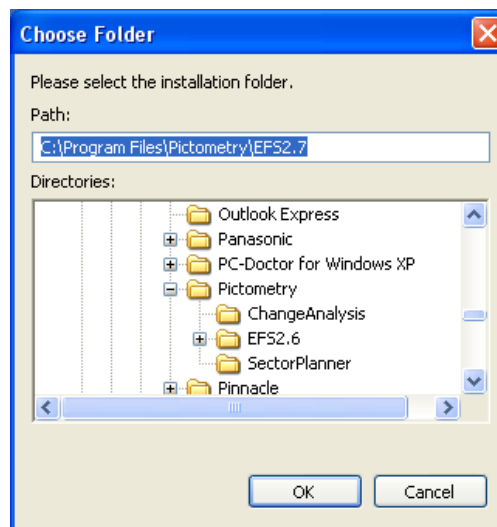 Choose Folder
Please select the installation folder.
Path:
C:\Program Files\Pictometry\EFS2.7
Directories:
Outlook Express
Panasonic
PC-Doctor for Windows XP
Pictometry
ChangeAnalysis
EFS2.6
SectorPlanner
Pinnacle
OK Cancel